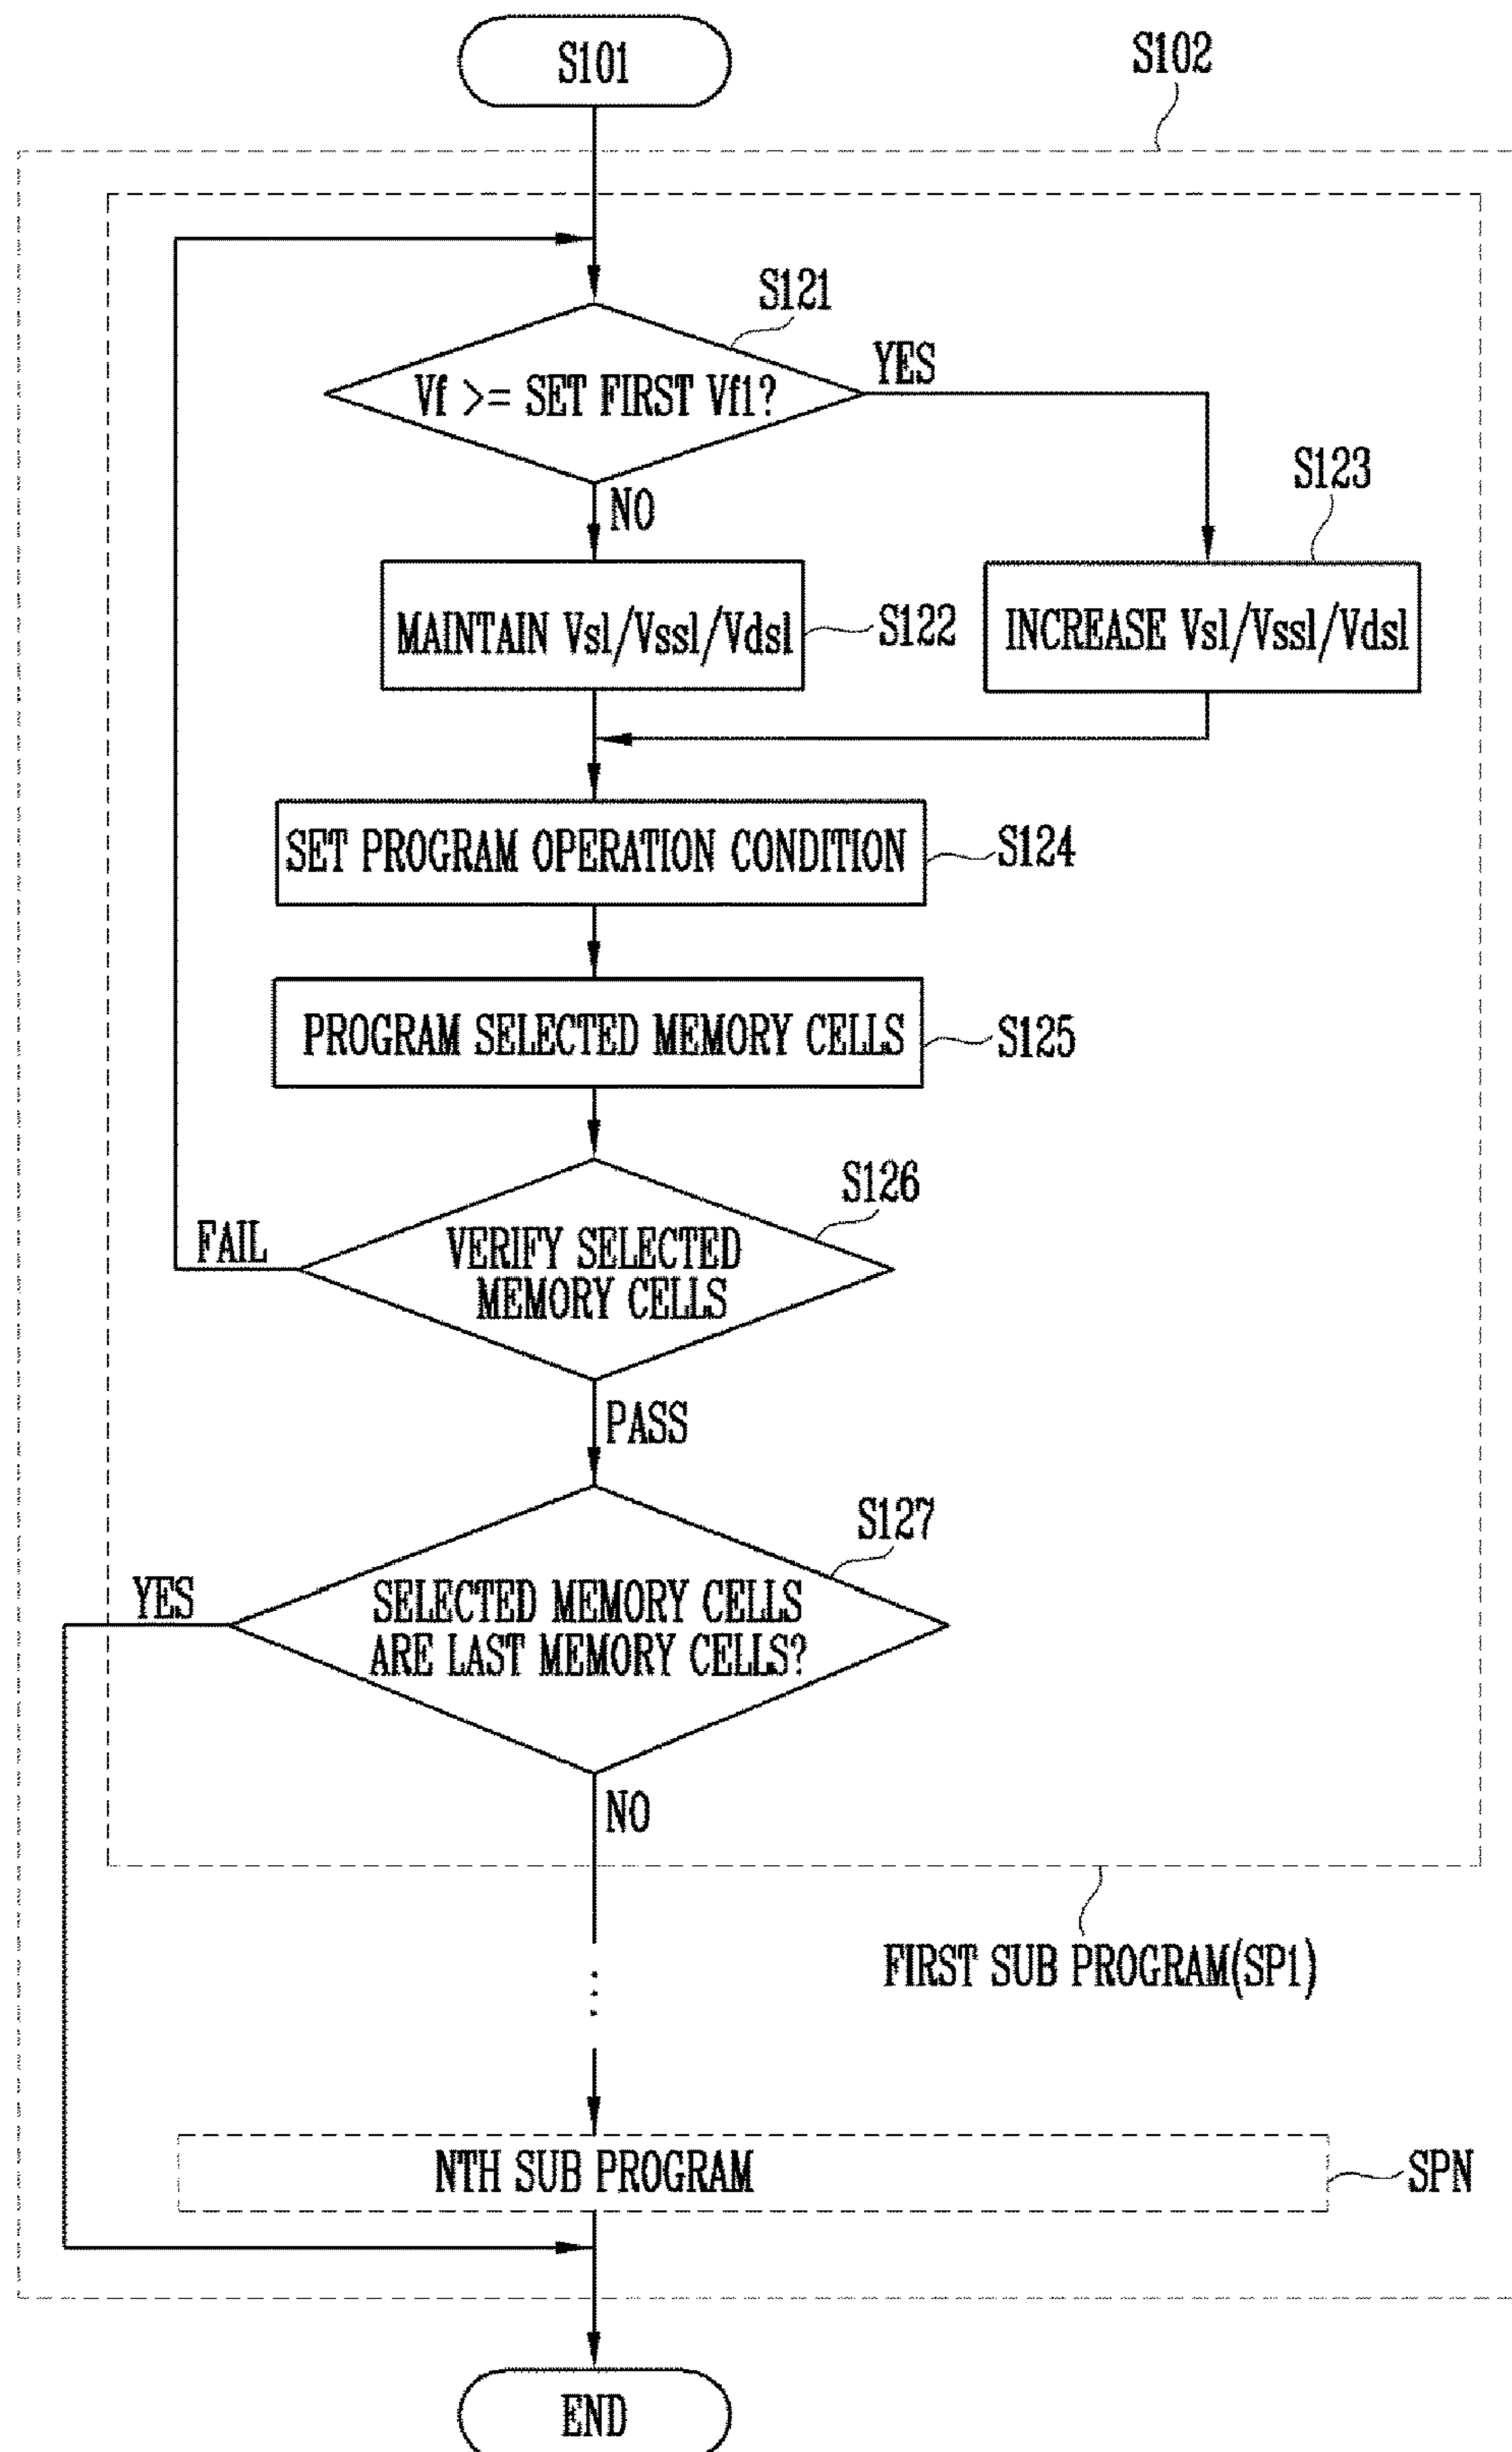 S101
S102
S121
Vf >= SET FIRST Vf1?
YES
NO
S123
MAINTAIN Vsl/Vssl/Vdsl
S122
INCREASE Vsl/Vssl/Vdsl
SET PROGRAM OPERATION CONDITION
S124
PROGRAM SELECTED MEMORY CELLS
S125
S126
FAIL
VERIFY SELECTED
MEMORY CELLS
PASS
S127
YES
SELECTED MEMORY CELLS
ARE LAST MEMORY CELLS?
NO
FIRST SUB PROGRAM(SP1)
NTH SUB PROGRAM
SPN
END